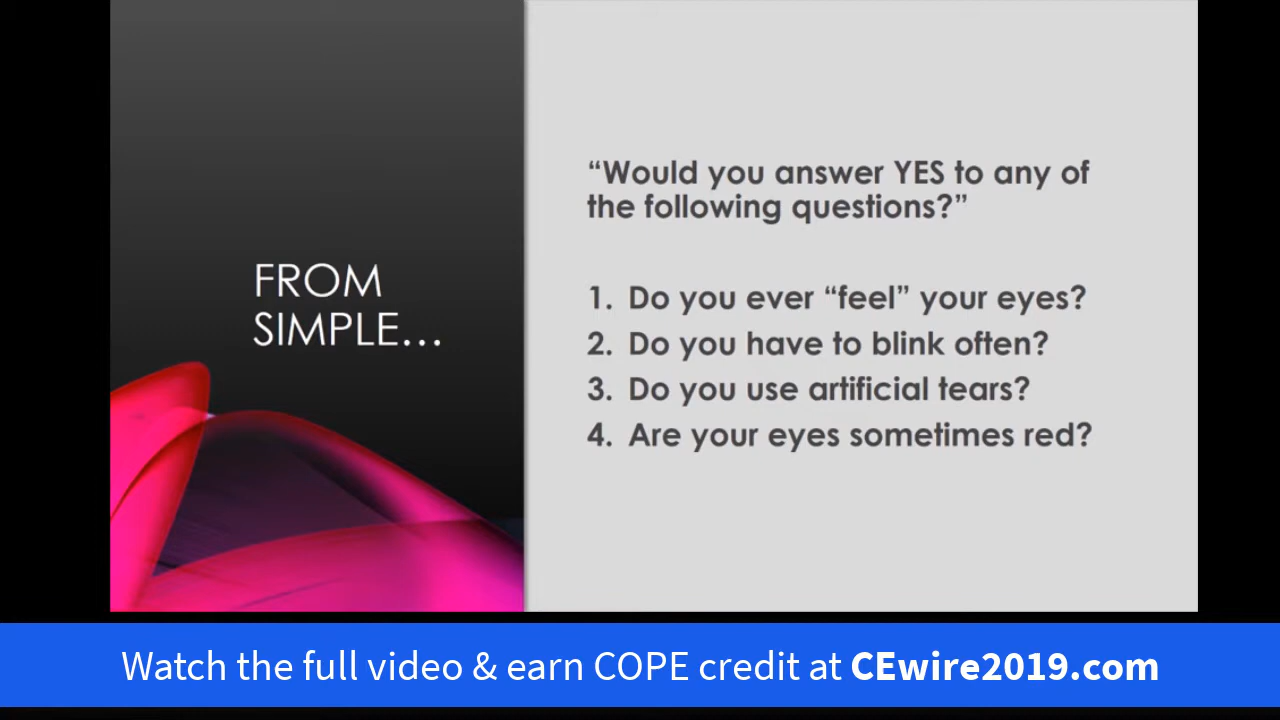 FROM
SIMPLE…
“Would you answer YES to any of
the following questions?”
1. Do you ever “feel” your eyes?
2. Do you have to blink often?
3. Do you use artificial tears?
4. Are your eyes sometimes red?
Watch the full video & earn COPE credit at CEwire2019.com